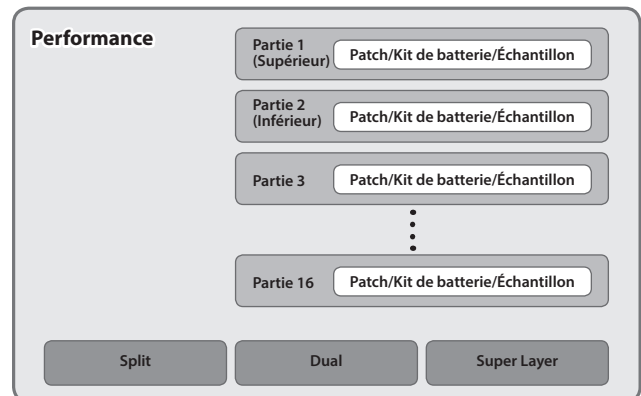 Performance
Partie 1
(Supérieur)
Patch/Kit de batterie/Échantillon
Partie 2
(Inférieur)
Patch/Kit de batterie/Échantillon
Partie 3
Patch/Kit de batterie/Échantillon
Partie 16
Patch/Kit de batterie/Échantillon
Split
Dual
Super Layer